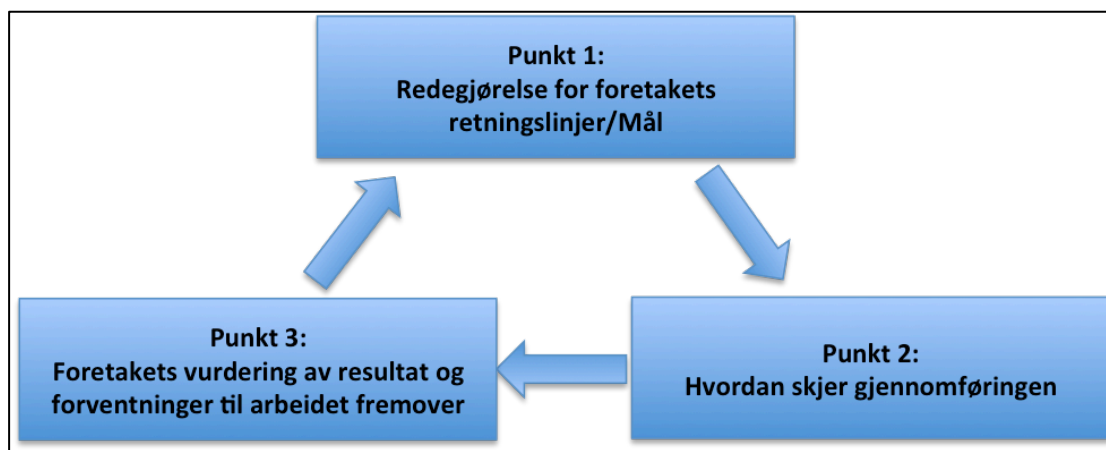 Punkt 1:
Redegjørelse for foretakets
retningslinjer/Mål
Punkt 2:
Hvordan skjer gjennomføringen
Punkt 3:
Foretakets vurdering av resultat og
forventninger til arbeidet fremover